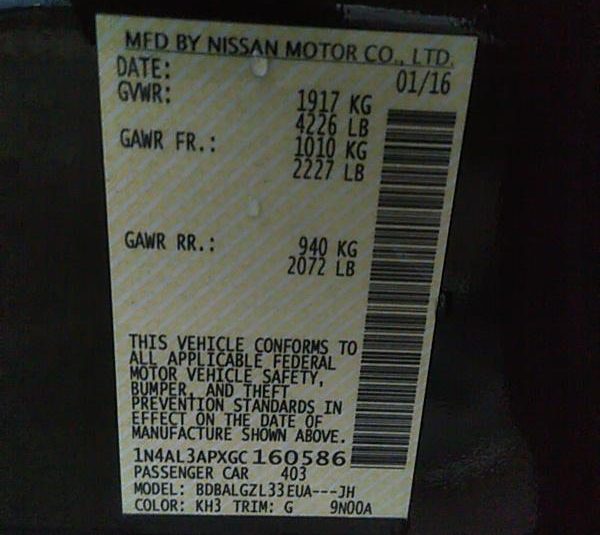 MFD BY NISSAN MOTOR CO., LTD.
DATE: 01/16
GVWR: 1917 KG
4226 LB
GAWR FR.: 1010 KG
2227 LB
GAWR RR.: 940 KG
2072 LB
THIS VEHICLE CONFORMS TO
ALL APPLICABLE FEDERAL
MOTOR VEHICLE SAFETY,
BUMPER, AND THEFT
PREVENTION STANDARDS IN
EFFECT ON THE DATE OF
MANUFACTURE SHOWN ABOVE.
1N4AL3APXGC160586
PASSENGER CAR 403
MODEL: BDBALGZL33EUA---JH
COLOR: KH3 TRIM: G 9N00A